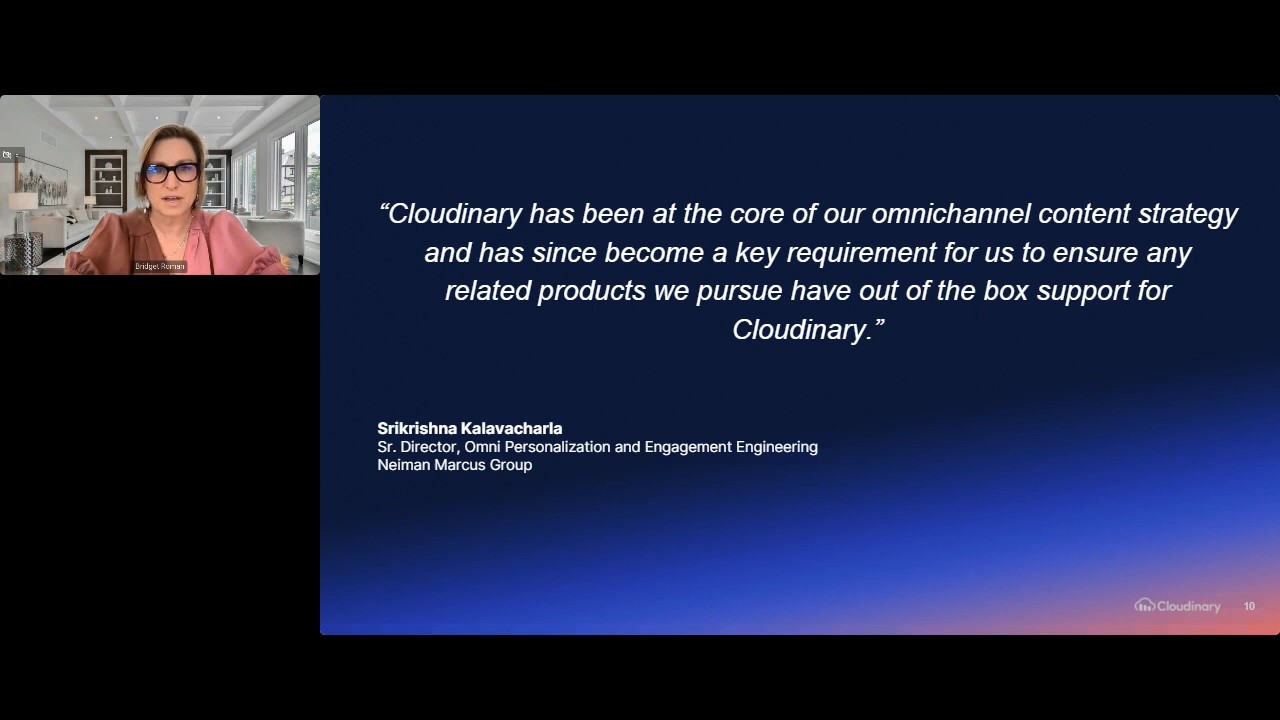 Bridget Roman
“Cloudinary has been at the core of our omnichannel content strategy
and has since become a key requirement for us to ensure any
related products we pursue have out of the box support for
Cloudinary.”
Srikrishna Kalavacharla
Sr. Director, Omni Personalization and Engagement Engineering
Neiman Marcus Group
Cloudinary 10